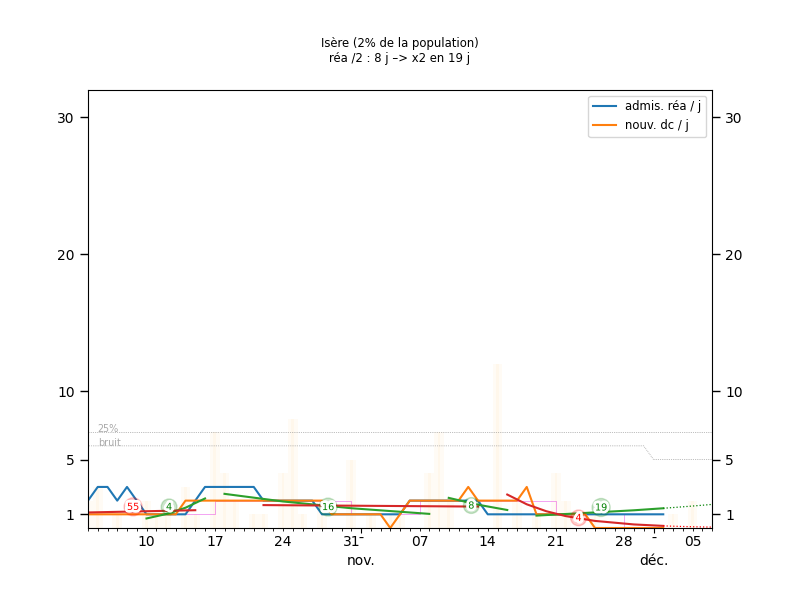 Isère (2% de la population)
réa /2 : 8 j –> x2 en 19 j
admis. réa / j
nouv. dc / j
30 30
20 20
10 10
25%
bruit
5 5
55 4 16 8 4 19
1 1
10 17 24 31- 07 14 21 28 - 05
nov. déc.